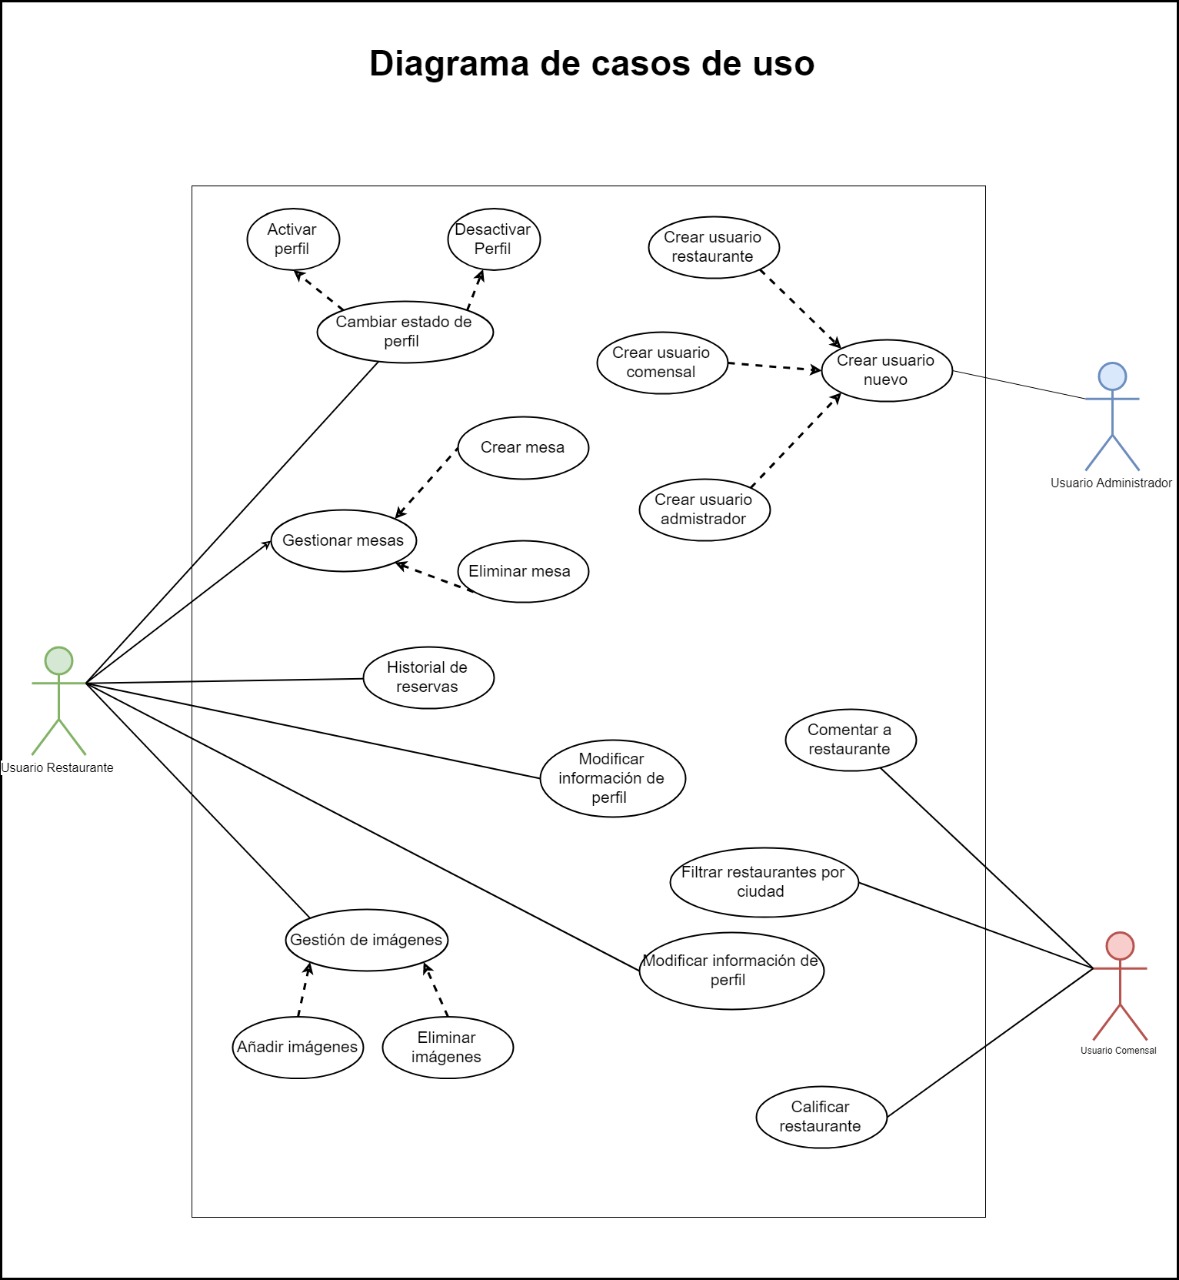 Diagrama de casos de uso
Activar
perfil
Desactivar
Perfil
Cambiar estado de
perfil
Crear usuario
restaurante
Crear usuario
comensal
Crear usuario
nuevo
Crear usuario
admistrador
Usuario Administrador
Crear mesa
Gestionar mesas
Eliminar mesa
Historial de
reservas
Usuario Restaurante
Modificar
información de
perfil
Comentar a
restaurante
Filtrar restaurantes por
ciudad
Gestión de imágenes
Modificar información de
perfil
Añadir imágenes
Eliminar
imágenes
Usuario Comensal
Calificar
restaurante